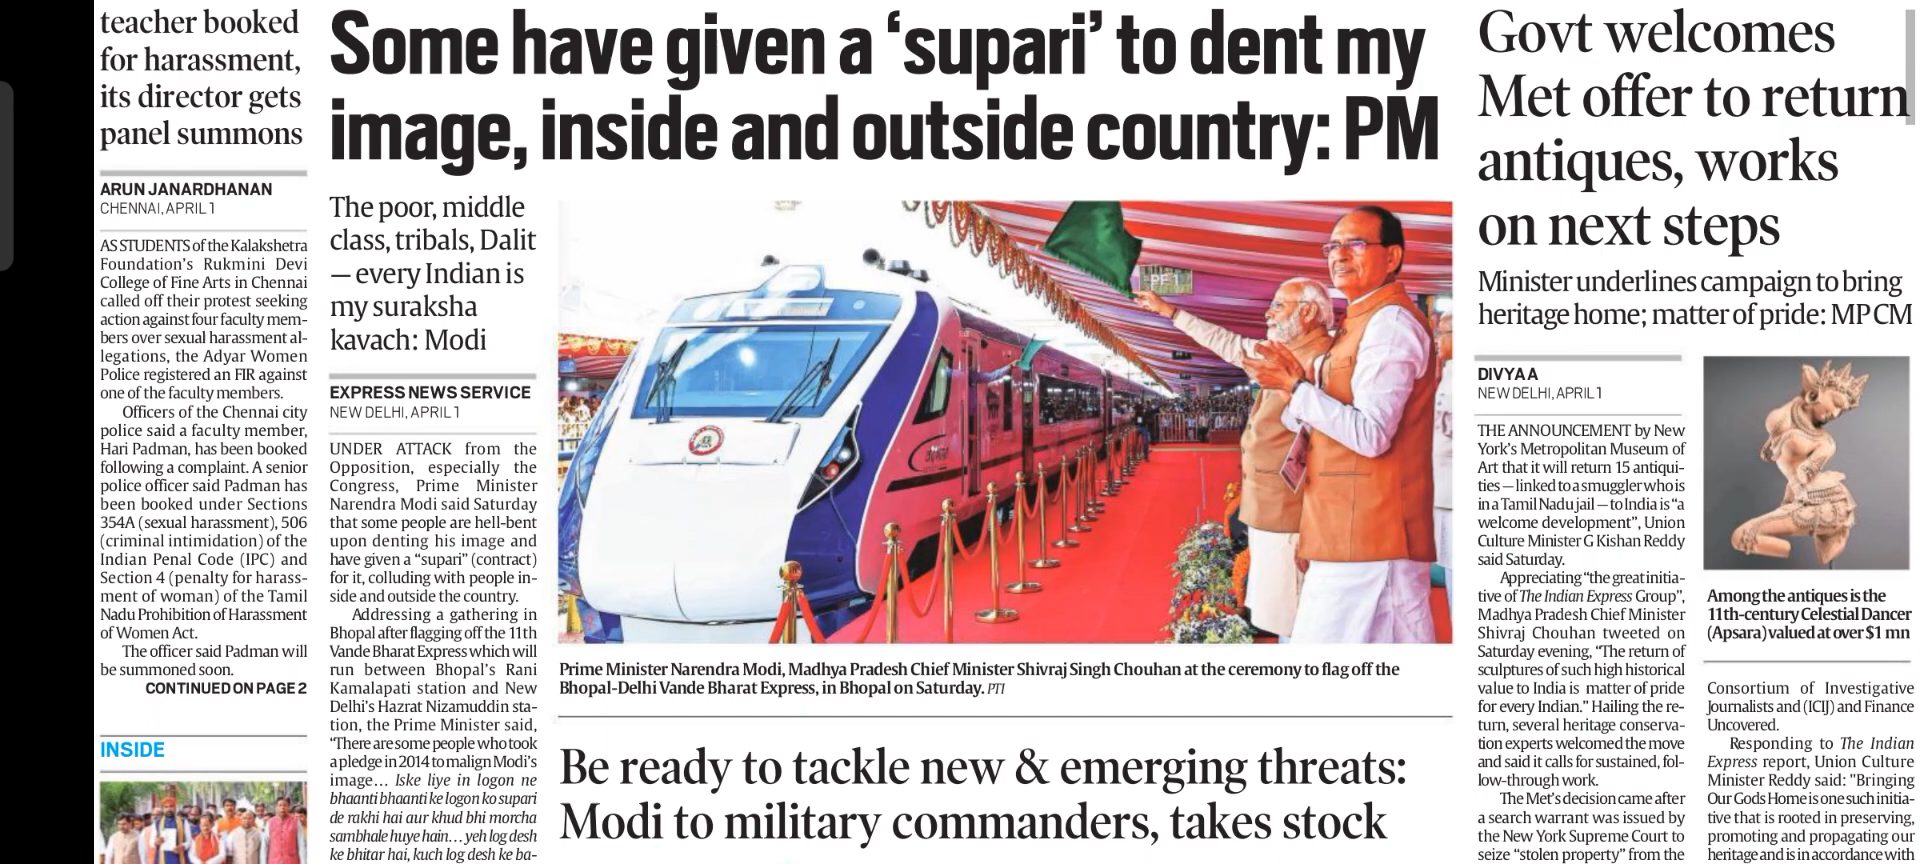 teacher booked
for harassment,
its director gets
panel summons
ARUN JANARDHANAN
CHENNAI, APRIL 1
AS STUDENTS of the Kalakshetra
Foundation's Rukmini Devi
College of Fine Arts in Chennai
called off their protest seeking
action against four faculty mem-
bers over sexual harassment al-
legations, the Adyar Women
Police registered an FIR against
one of the faculty members.
Officers of the Chennai city
police said a faculty member,
Hari Padman, has been booked
following a complaint. A senior
police officer said Padman has
been booked under Sections
354A (sexual harassment), 506
(criminal intimidation) of the
Indian Penal Code (IPC) and
Section 4 (penalty for harass-
ment of woman) of the Tamil
Nadu Prohibition of Harassment
of Women Act.
The officer said Padman will
be summoned soon.
CONTINUED ON PAGE 2
INSIDE
Some have given a ‘supari’ to dent my
image, inside and outside country: PM
The poor, middle
class, tribals, Dalit
— every Indian is
my suraksha
kavach: Modi
EXPRESS NEWS SERVICE
NEW DELHI, APRIL 1
UNDER ATTACK from the
Opposition, especially the
Congress, Prime Minister
Narendra Modi said Saturday
that some people are hell-bent
upon denting his image and
have given a “supari” (contract)
for it, colluding with people in-
side and outside the country.
Addressing a gathering in
Bhopal after flagging off the 11th
Vande Bharat Express which will
run between Bhopal's Rani
Kamalapati station and New
Delhi's Hazrat Nizamuddin sta-
tion, the Prime Minister said,
“There are some people who took
a pledge in 2014 to malign Modi's
image... Iske liye in logon ne
bhaanti bhaanti ke logon ko supari
de rakhi hai aur khud bhi morcha
sambhale huye hain... yeh log desh
ke bhitar hai, kuch log desh ke ba-
PF 1
Prime Minister Narendra Modi, Madhya Pradesh Chief Minister Shivraj Singh Chouhan at the ceremony to flag off the
Bhopal-Delhi Vande Bharat Express, in Bhopal on Saturday. PTI
Be ready to tackle new & emerging threats:
Modi to military commanders, takes stock
Govt welcomes
Met offer to return
antiques, works
on next steps
Minister underlines campaign to bring
heritage home; matter of pride: MP CM
DIVYA A
NEW DELHI, APRIL 1
THE ANNOUNCEMENT by New
York's Metropolitan Museum of
Art that it will return 15 antiqui-
ties — linked to a smuggler who is
in a Tamil Nadu jail — to India is “a
welcome development”, Union
Culture Minister G Kishan Reddy
said Saturday.
Appreciating “the great initia-
tive of The Indian Express Group”,
Madhya Pradesh Chief Minister
Shivraj Chouhan tweeted on
Saturday evening, “The return of
sculptures of such high historical
value to India is matter of pride
for every Indian.” Hailing the re-
turn, several heritage conserva-
tion experts welcomed the move
and said it calls for sustained, fol-
low-through work.
The Met's decision came after
a search warrant was issued by
the New York Supreme Court to
seize “stolen property” from the
Among the antiques is the
11th-century Celestial Dancer
(Apsara) valued at over $1 mn
Consortium of Investigative
Journalists and (ICIJ) and Finance
Uncovered.
Responding to The Indian
Express report, Union Culture
Minister Reddy said: "Bringing
Our Gods Home is one such initia-
tive that is rooted in preserving,
promoting and propagating our
heritage and is in accordance with